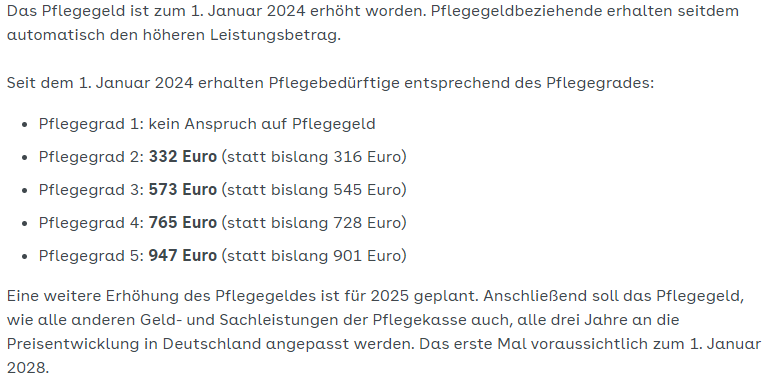 Das Pflegegeld ist zum 1. Januar 2024 erhöht worden. Pflegegeldbeziehende erhalten seitdem
automatisch den höheren Leistungsbetrag.
Seit dem 1. Januar 2024 erhalten Pflegebedürftige entsprechend des Pflegegrades:
• Pflegegrad 1: kein Anspruch auf Pflegegeld
• Pflegegrad 2: 332 Euro (statt bislang 316 Euro)
• Pflegegrad 3: 573 Euro (statt bislang 545 Euro)
• Pflegegrad 4: 765 Euro (statt bislang 728 Euro)
• Pflegegrad 5: 947 Euro (statt bislang 901 Euro)
Eine weitere Erhöhung des Pflegegeldes ist für 2025 geplant. Anschließend soll das Pflegegeld,
wie alle anderen Geld- und Sachleistungen der Pflegekasse auch, alle drei Jahre an die
Preisentwicklung in Deutschland angepasst werden. Das erste Mal voraussichtlich zum 1. Januar
2028.